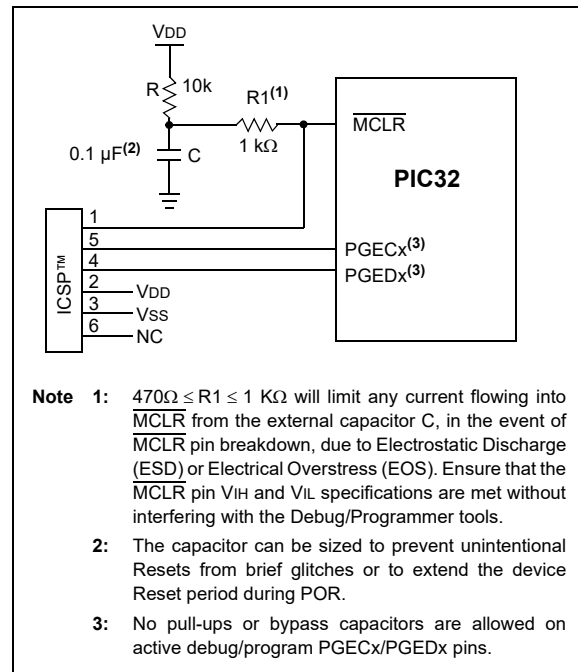 VDD
R 10k
R1(1)
1 kΩ
MCLR
0.1 µF(2)
C
PIC32
ICSP™
1
5
4
2
3
6
PGECx(3)
PGEDx(3)
VDD
VSS
NC
Note 1: 470Ω ≤ R1 ≤ 1 KΩ will limit any current flowing into
MCLR from the external capacitor C, in the event of
MCLR pin breakdown, due to Electrostatic Discharge
(ESD) or Electrical Overstress (EOS). Ensure that the
MCLR pin VIH and VIL specifications are met without
interfering with the Debug/Programmer tools.
2: The capacitor can be sized to prevent unintentional
Resets from brief glitches or to extend the device
Reset period during POR.
3: No pull-ups or bypass capacitors are allowed on
active debug/program PGECx/PGEDx pins.